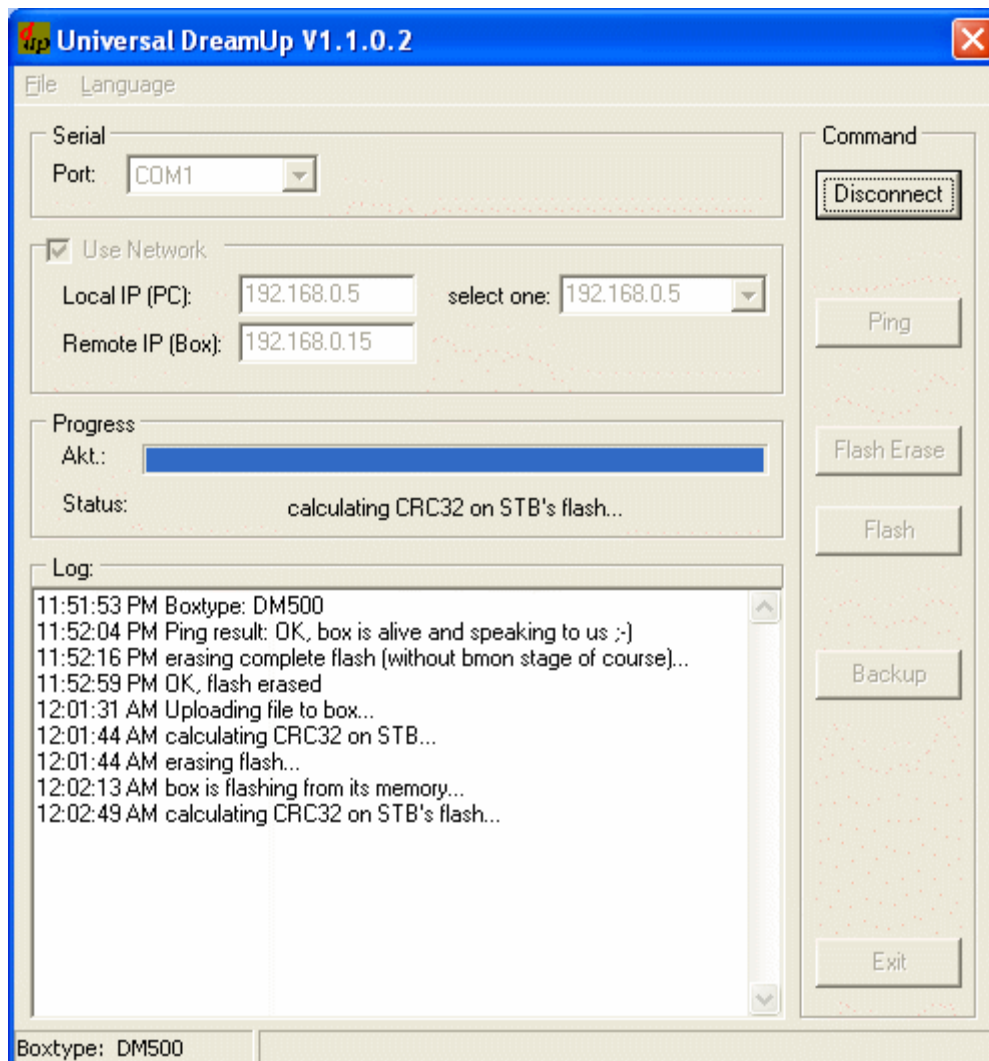 dup Universal DreamUp V1.1.0.2
File Language
Serial
Port: COM1
Use Network
Local IP (PC): 192.168.0.5 select one: 192.168.0.5
Remote IP (Box): 192.168.0.15
Progress
Akt.:
Status: calculating CRC32 on STB's flash...
Log:
11:51:53 PM Boxtype: DM500
11:52:04 PM Ping result: OK, box is alive and speaking to us ;-)
11:52:16 PM erasing complete flash (without bmon stage of course)...
11:52:59 PM OK, flash erased
12:01:31 AM Uploading file to box...
12:01:44 AM calculating CRC32 on STB...
12:01:44 AM erasing flash...
12:02:13 AM box is flashing from its memory...
12:02:49 AM calculating CRC32 on STB's flash...
Command
Disconnect
Ping
Flash Erase
Flash
Backup
Exit
Boxtype: DM500